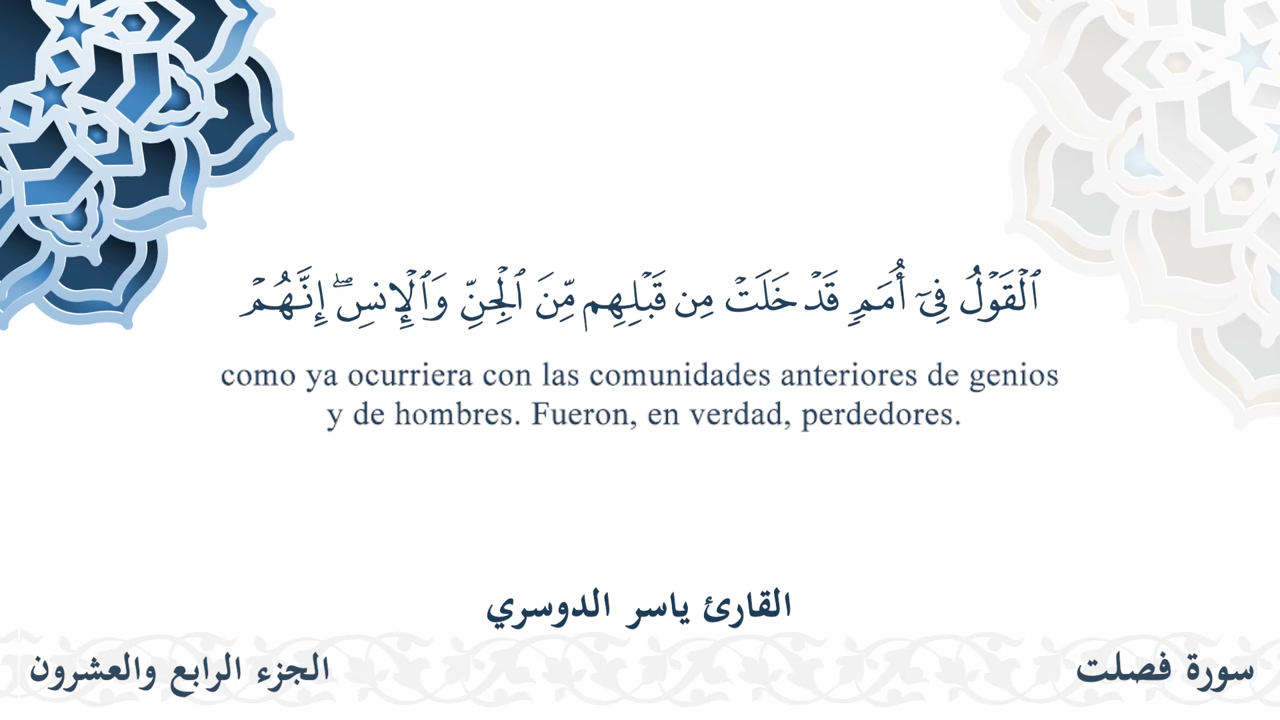 ٱلۡقَوۡلُ فِيٓ أُمَمٖ قَدۡ خَلَتۡ مِن قَبۡلِهِم مِّنَ ٱلۡجِنِّ وَٱلۡإِنسِۖ إِنَّهُمۡ
como ya ocurriera con las comunidades anteriores de genios
y de hombres. Fueron, en verdad, perdedores.
القارئ ياسر الدوسري
سورة فصلت
الجزء الرابع والعشرون